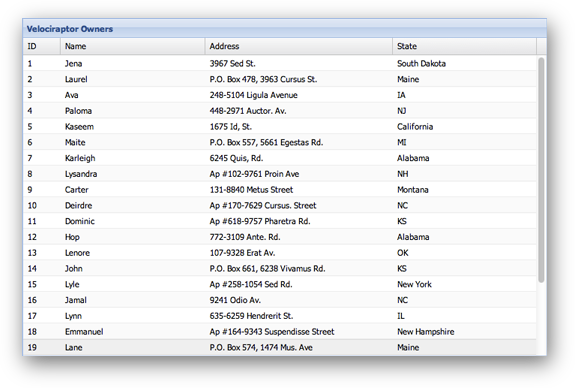 Velociraptor Owners
ID Name Address State
1 Jena 3967 Sed St. South Dakota
2 Laurel P.O. Box 478, 3963 Cursus St. Maine
3 Ava 248-5104 Ligula Avenue IA
4 Paloma 448-2971 Auctor. Av. NJ
5 Kaseem 1675 Id, St. California
6 Maite P.O. Box 557, 5661 Egestas Rd. MI
7 Karleigh 6245 Quis, Rd. Alabama
8 Lysandra Ap #102-9761 Proin Ave NH
9 Carter 131-8840 Metus Street Montana
10 Deirdre Ap #170-7629 Cursus. Street NC
11 Dominic Ap #618-9757 Pharetra Rd. KS
12 Hop 772-3109 Ante. Rd. Alabama
13 Lenore 107-9328 Erat Av. OK
14 John P.O. Box 661, 6238 Vivamus Rd. KS
15 Lyle Ap #258-1054 Sed Rd. New York
16 Jamal 9241 Odio Av. NC
17 Lynn 635-6259 Hendrerit St. IL
18 Emmanuel Ap #164-9343 Suspendisse Street New Hampshire
19 Lane P.O. Box 574, 1474 Mus. Ave Maine